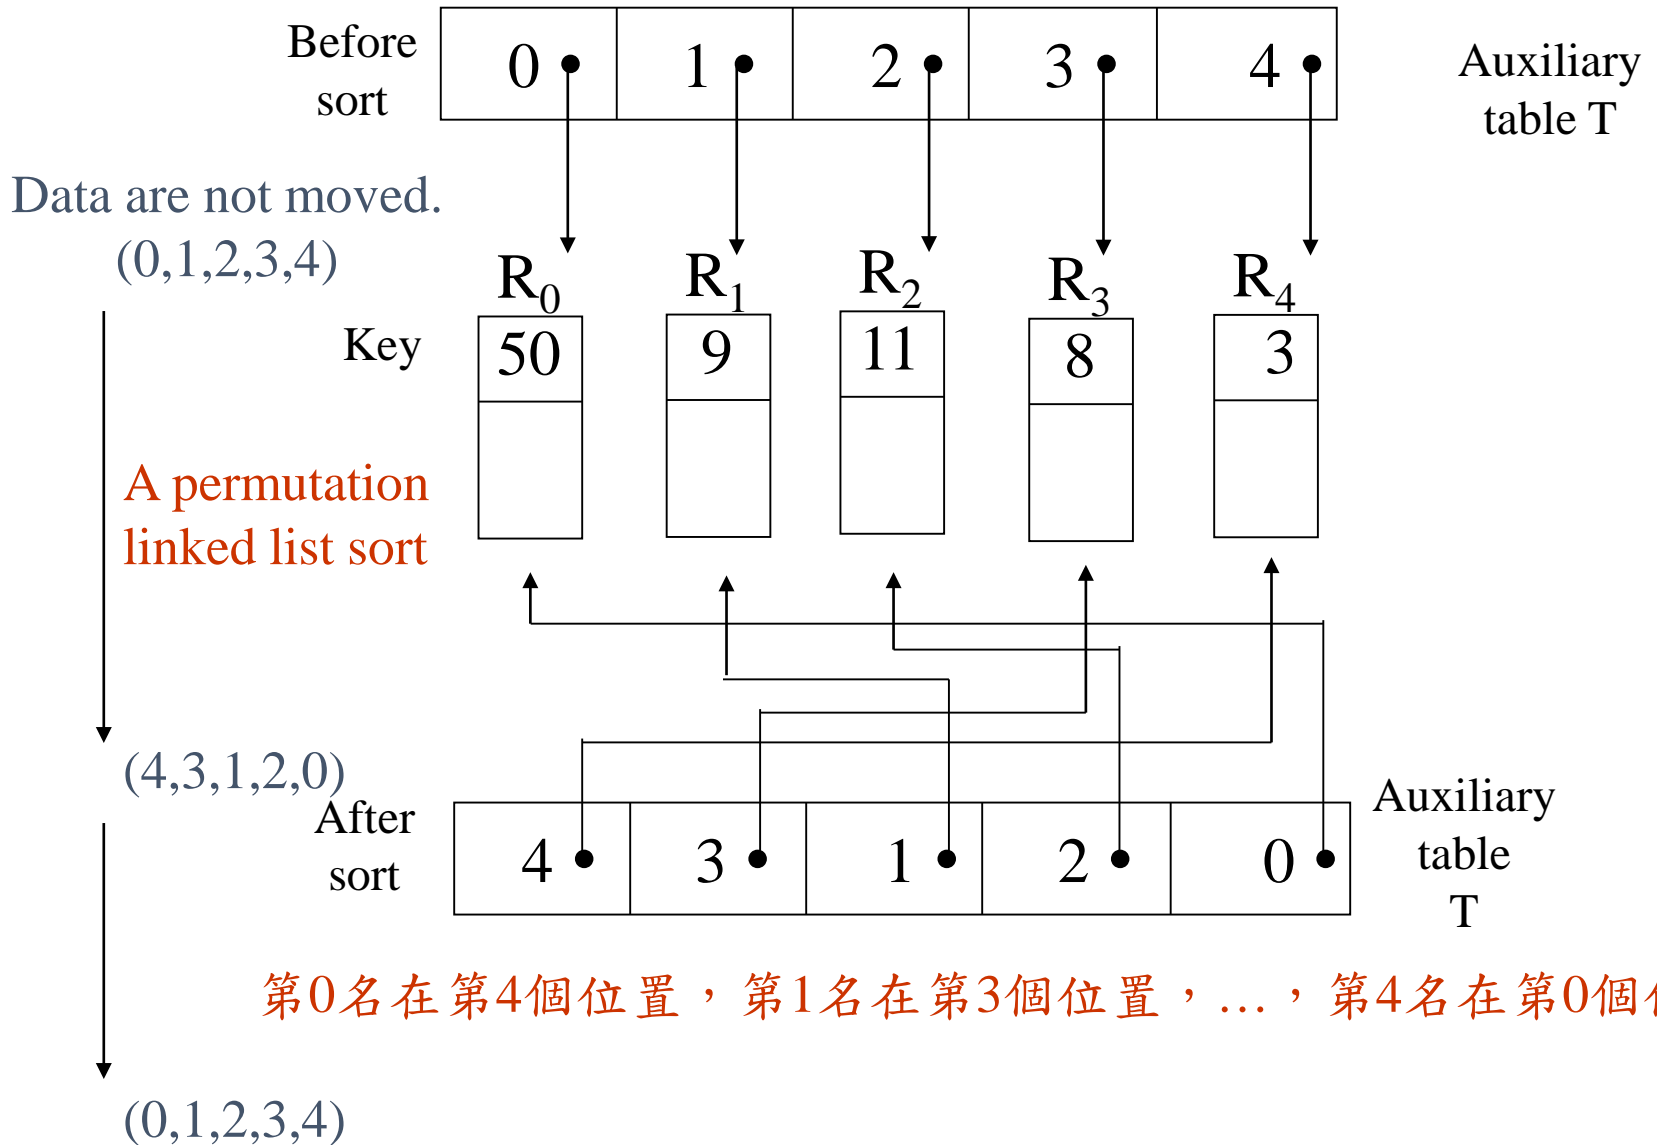 Before
sort
0 1 2 3 4
Auxiliary
table T
Data are not moved.
(0,1,2,3,4)
R0 R1 R2 R3 R4
Key
50 9 11 8 3
A permutation
linked list sort
(4,3,1,2,0)
After
sort
4 3 1 2 0
Auxiliary
table
T
第0名在第4個位置，第1名在第3個位置，…，第4名在第0個
(0,1,2,3,4)